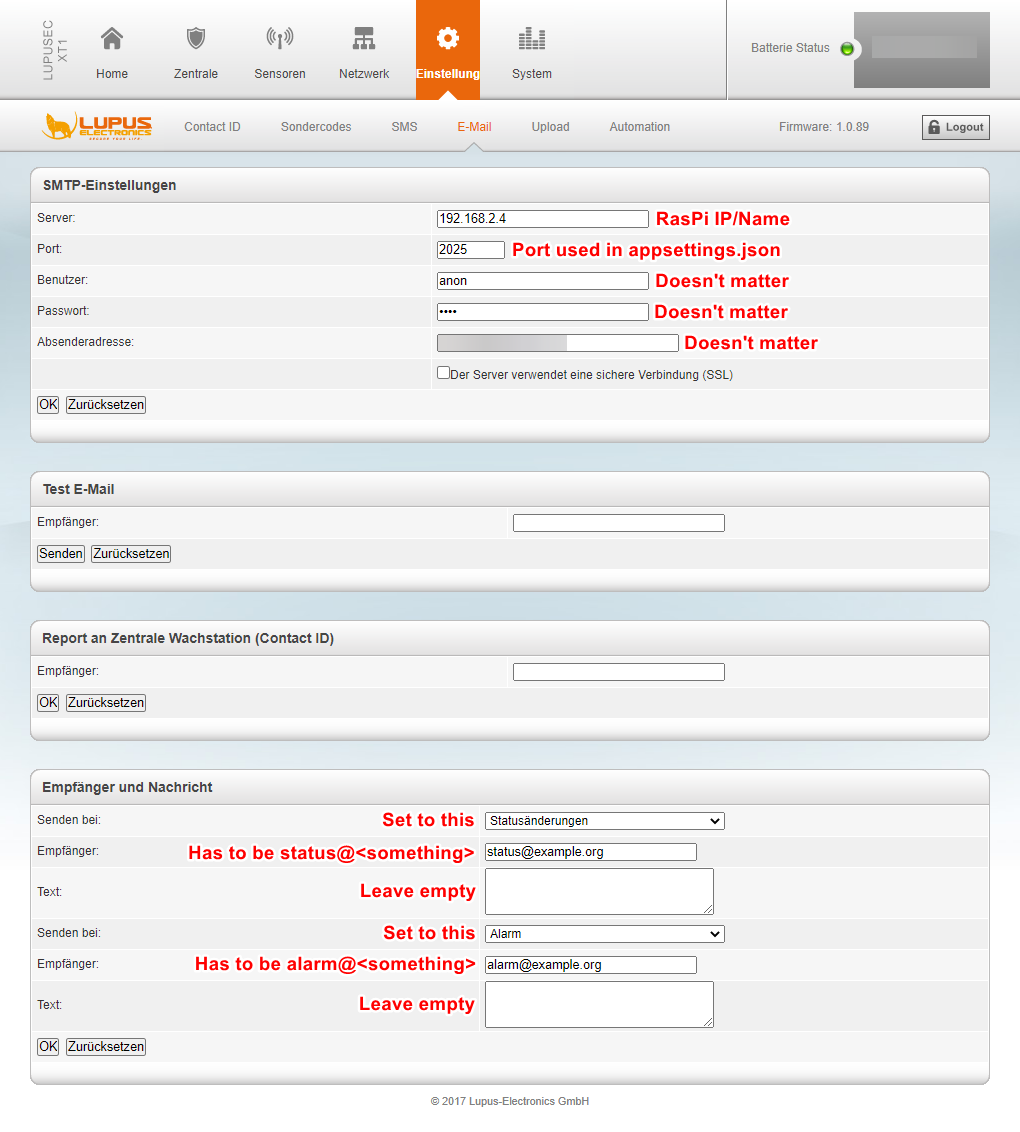 LUPUSEC
XT1
Home
Zentrale
Sensoren
Netzwerk
Einstellung
System
Batterie Status
LUPUS
ELECTRONICS
Contact ID
Sondercodes
SMS
E-Mail
Upload
Automation
Firmware: 1.0.89
Logout
SMTP-Einstellungen
Server: 192.168.2.4 RasPi IP/Name
Port: 2025 Port used in appsettings.json
Benutzer: anon Doesn't matter
Passwort: •••• Doesn't matter
Absenderadresse: Doesn't matter
Der Server verwendet eine sichere Verbindung (SSL)
OK Zurücksetzen
Test E-Mail
Empfänger:
Senden Zurücksetzen
Report an Zentrale Wachstation (Contact ID)
Empfänger:
OK Zurücksetzen
Empfänger und Nachricht
Senden bei: Set to this Statusänderungen
Empfänger: Has to be status@<something> status@example.org
Text: Leave empty
Senden bei: Set to this Alarm
Empfänger: Has to be alarm@<something> alarm@example.org
Text: Leave empty
OK Zurücksetzen
© 2017 Lupus-Electronics GmbH